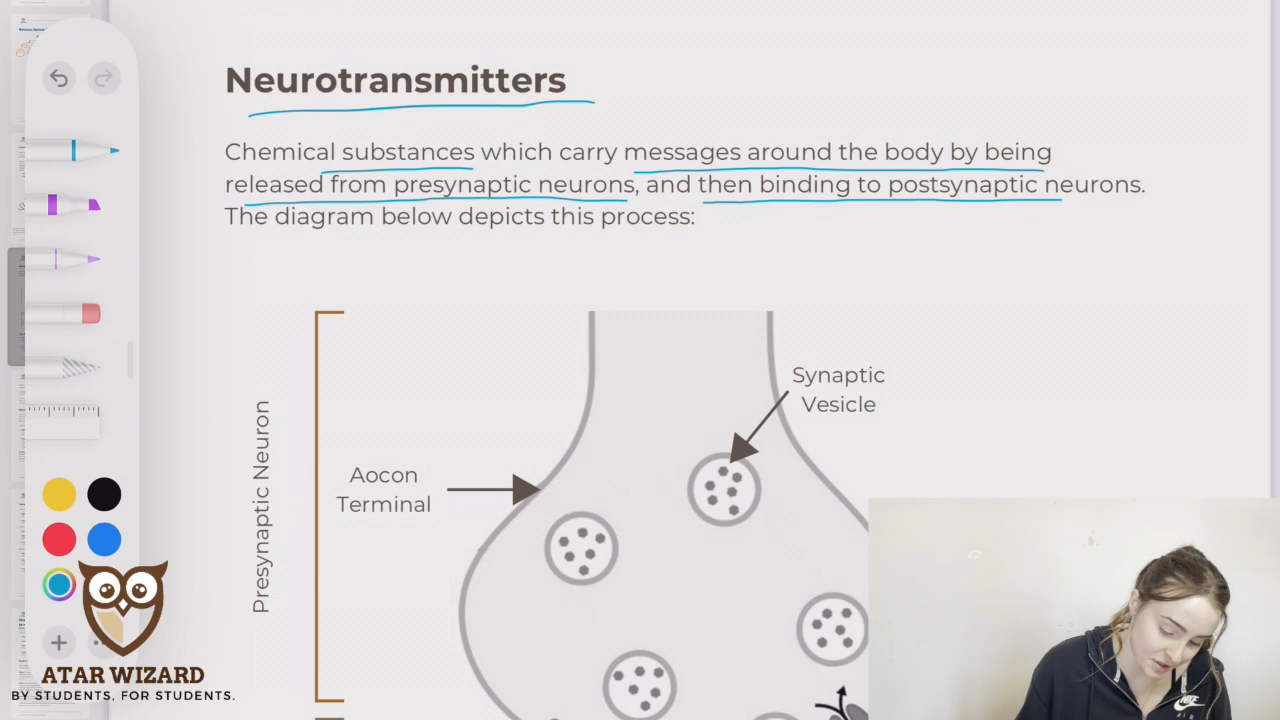 Neurotransmitters
Chemical substances which carry messages around the body by being
released from presynaptic neurons, and then binding to postsynaptic neurons.
The diagram below depicts this process:
Synaptic
Vesicle
Aocon
Terminal
Presynaptic Neuron
ATAR WIZARD
BY STUDENTS, FOR STUDENTS.
NIKE
AIR